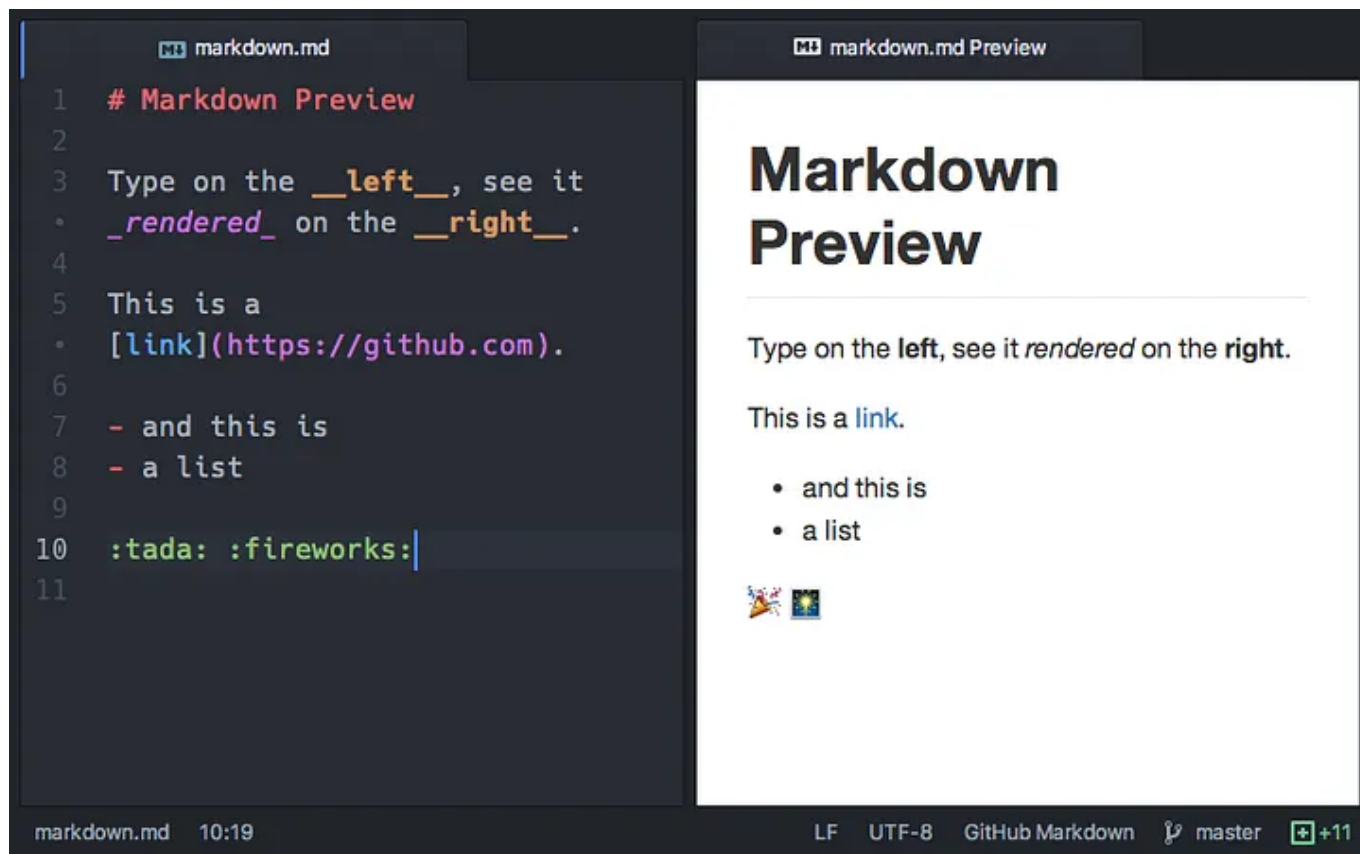 markdown.md
markdown.md Preview
1 # Markdown Preview
2
3 Type on the __left__, see it
• _rendered_ on the __right__.
4
5 This is a
• [link](https://github.com).
6
7 - and this is
8 - a list
9
10 :tada: :fireworks:
11
Markdown
Preview
Type on the left, see it rendered on the right.
This is a link.
• and this is
• a list
🎉 🎆
markdown.md 10:19 LF UTF-8 GitHub Markdown master +11